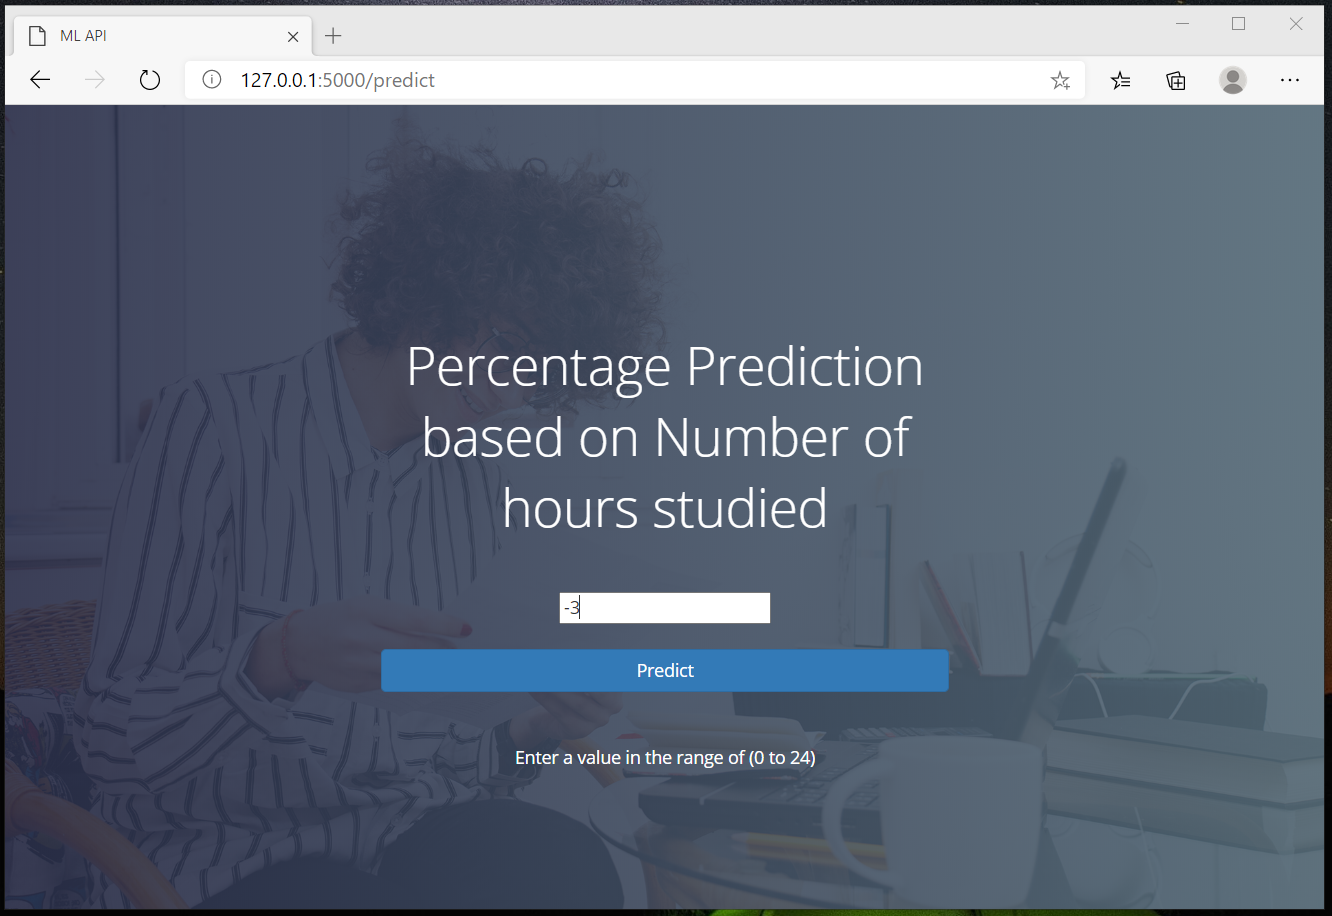 ML API
127.0.0.1:5000/predict
Percentage Prediction
based on Number of
hours studied
-3
Predict
Enter a value in the range of (0 to 24)